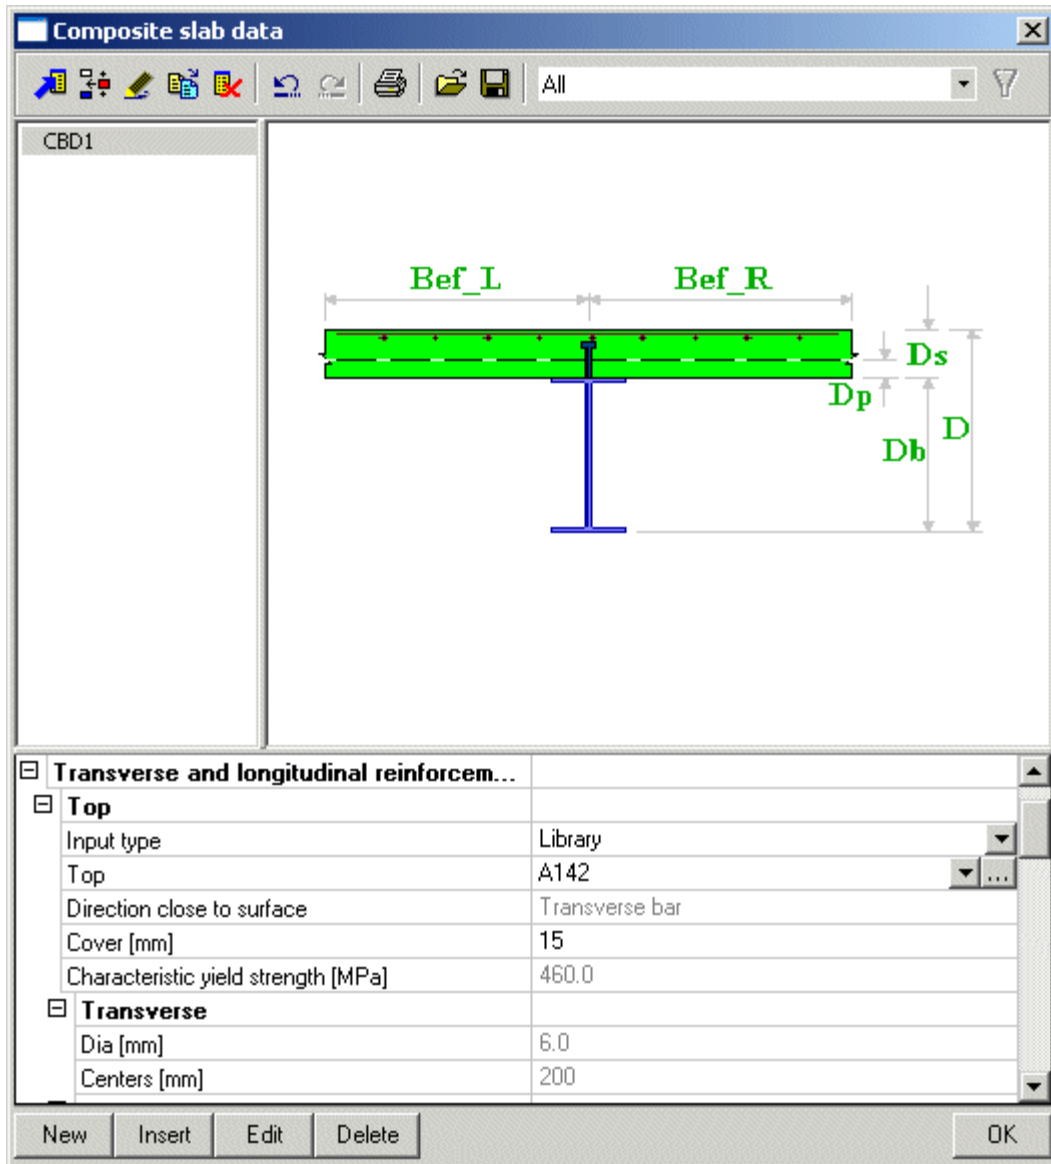 Composite slab data
All
CBD1
Bef_L Bef_R
Ds
Dp
D
Db
Transverse and longitudinal reinforcem...
Top
Input type Library
Top A142 ...
Direction close to surface Transverse bar
Cover [mm] 15
Characteristic yield strength [MPa] 460.0
Transverse
Dia [mm] 6.0
Centers [mm] 200
New Insert Edit Delete OK